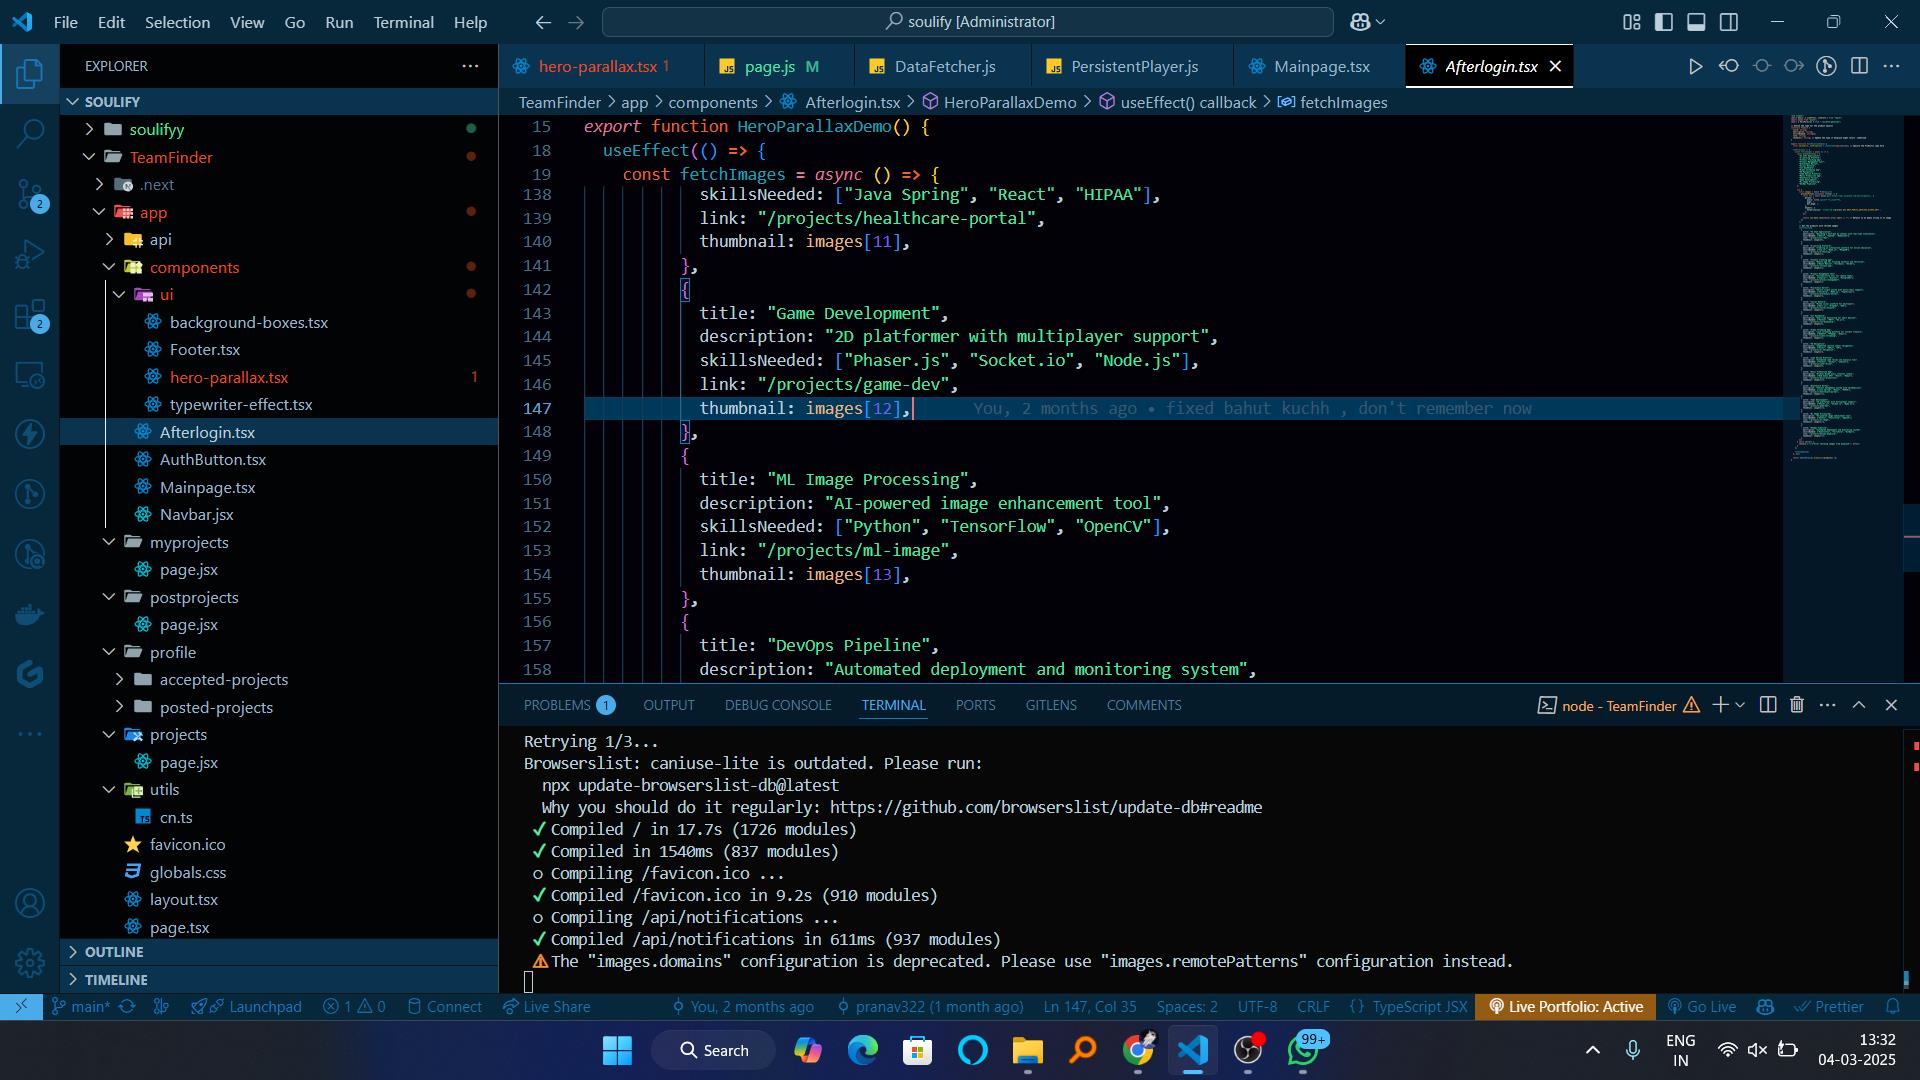 File Edit Selection View Go Run Terminal Help
soulify [Administrator]
EXPLORER
SOULIFY
soulifyy
TeamFinder
.next
app
api
components
ui
background-boxes.tsx
Footer.tsx
hero-parallax.tsx 1
typewriter-effect.tsx
Afterlogin.tsx
AuthButton.tsx
Mainpage.tsx
Navbar.jsx
myprojects
page.jsx
postprojects
page.jsx
profile
accepted-projects
posted-projects
projects
page.jsx
utils
cn.ts
favicon.ico
globals.css
layout.tsx
page.tsx
OUTLINE
TIMELINE
2
2
hero-parallax.tsx 1
page.js M
DataFetcher.js
PersistentPlayer.js
Mainpage.tsx
Afterlogin.tsx
TeamFinder > app > components > Afterlogin.tsx > HeroParallaxDemo > useEffect() callback > fetchImages
15 export function HeroParallaxDemo() {
18 useEffect(() => {
19 const fetchImages = async () => {
138 skillsNeeded: ["Java Spring", "React", "HIPAA"],
139 link: "/projects/healthcare-portal",
140 thumbnail: images[11],
141 },
142 {
143 title: "Game Development",
144 description: "2D platformer with multiplayer support",
145 skillsNeeded: ["Phaser.js", "Socket.io", "Node.js"],
146 link: "/projects/game-dev",
147 thumbnail: images[12], You, 2 months ago • fixed bahut kuchh , don't remember now
148 },
149 {
150 title: "ML Image Processing",
151 description: "AI-powered image enhancement tool",
152 skillsNeeded: ["Python", "TensorFlow", "OpenCV"],
153 link: "/projects/ml-image",
154 thumbnail: images[13],
155 },
156 {
157 title: "DevOps Pipeline",
158 description: "Automated deployment and monitoring system",
PROBLEMS 1 OUTPUT DEBUG CONSOLE TERMINAL PORTS GITLENS COMMENTS
node - TeamFinder
Retrying 1/3...
Browserslist: caniuse-lite is outdated. Please run:
npx update-browserslist-db@latest
Why you should do it regularly: https://github.com/browserslist/update-db#readme
✓ Compiled / in 17.7s (1726 modules)
✓ Compiled in 1540ms (837 modules)
○ Compiling /favicon.ico ...
✓ Compiled /favicon.ico in 9.2s (910 modules)
○ Compiling /api/notifications ...
✓ Compiled /api/notifications in 611ms (937 modules)
⚠ The "images.domains" configuration is deprecated. Please use "images.remotePatterns" configuration instead.
main* Launchpad 1 0 Connect Live Share You, 2 months ago pranav322 (1 month ago) Ln 147, Col 35 Spaces: 2 UTF-8 CRLF {} TypeScript JSX Live Portfolio: Active Go Live Prettier
Search
99+
ENG
IN
13:32
04-03-2025